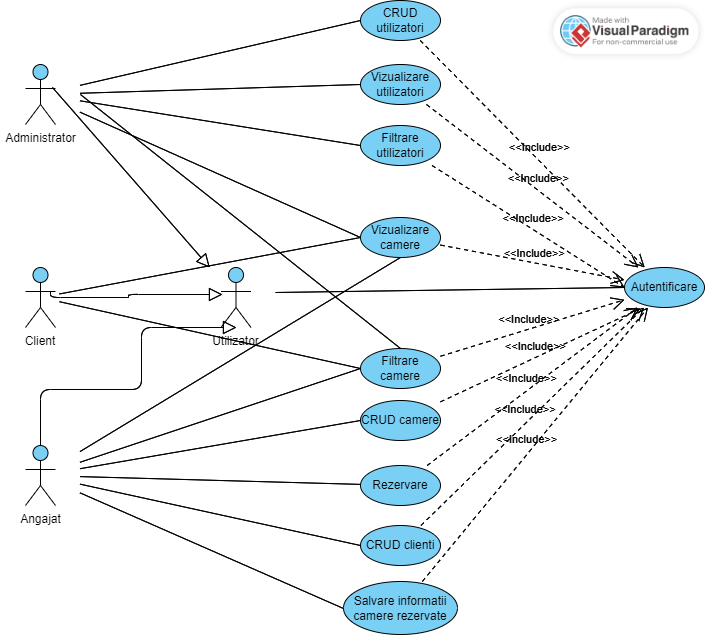 CRUD
utilizatori
Made with
VisualParadigm
For non-commercial use
Vizualizare
utilizatori
Administrator
Filtrare
utilizatori
<<Include>>
<<Include>>
<<Include>>
Vizualizare
camere
<<Include>>
Autentificare
Client
Utilizator
<<Include>>
<<Include>>
Filtrare
camere
<<Include>>
<<Include>>
CRUD camere
<<Include>>
Rezervare
Angajat
CRUD clienti
Salvare informatii
camere rezervate